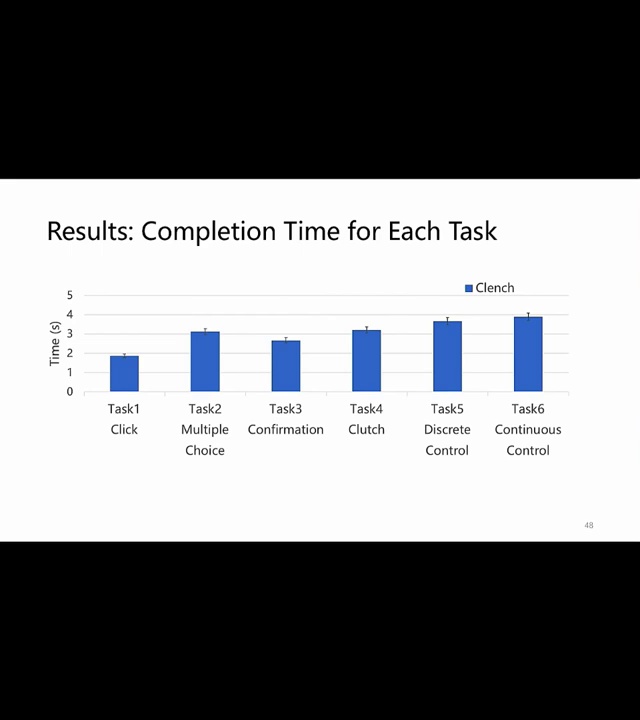 Results: Completion Time for Each Task
Clench
Time (s)
5
4
3
2
1
0
Task1 Task2 Task3 Task4 Task5 Task6
Click Multiple Confirmation Clutch Discrete Continuous
Choice Control Control
48